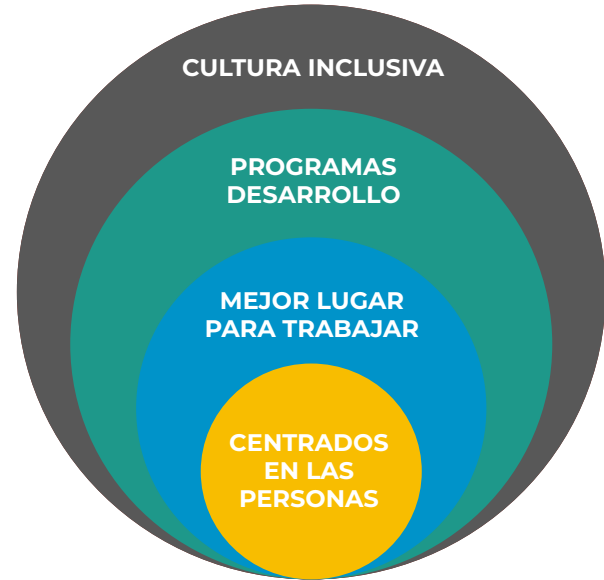 CULTURA INCLUSIVA
PROGRAMAS
DESARROLLO
MEJOR LUGAR
PARA TRABAJAR
CENTRADOS
EN LAS
PERSONAS